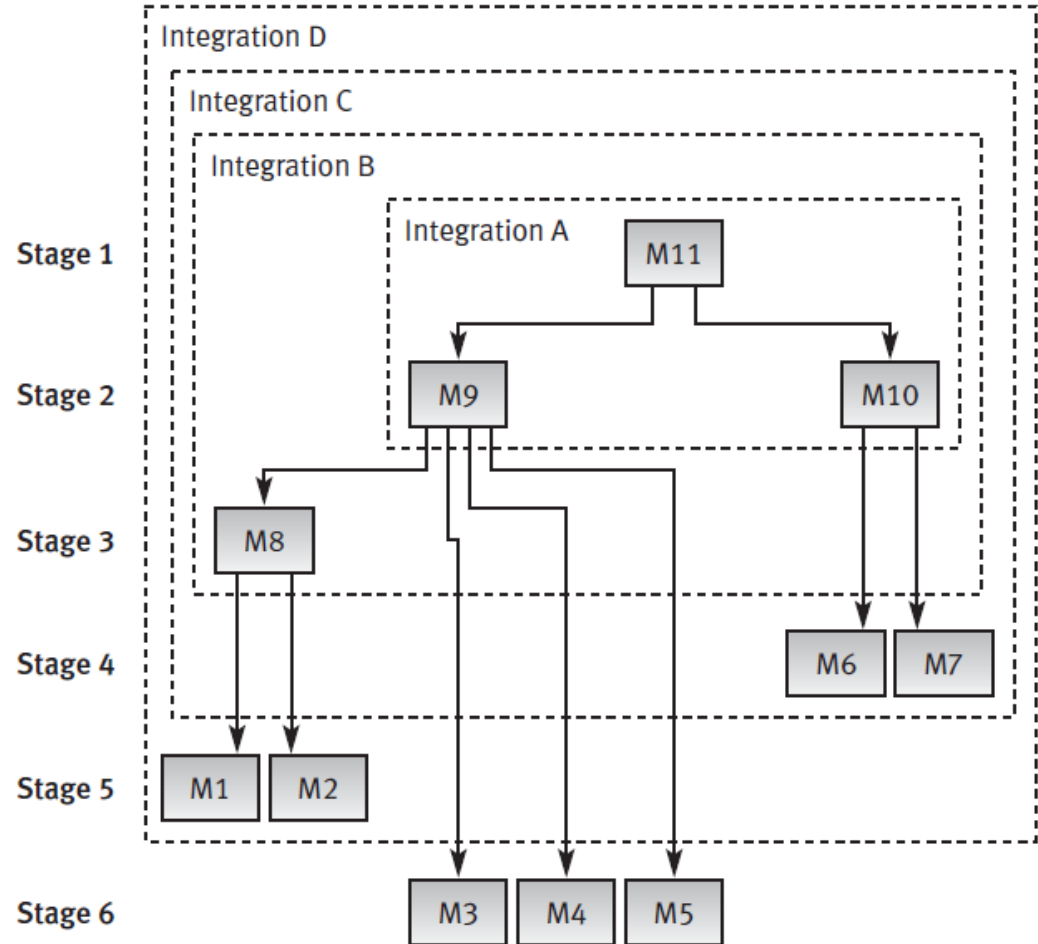 Integration D
Integration C
Integration B
Integration A
Stage 1
M11
Stage 2
M9
M10
Stage 3
M8
Stage 4
M6
M7
Stage 5
M1
M2
Stage 6
M3
M4
M5